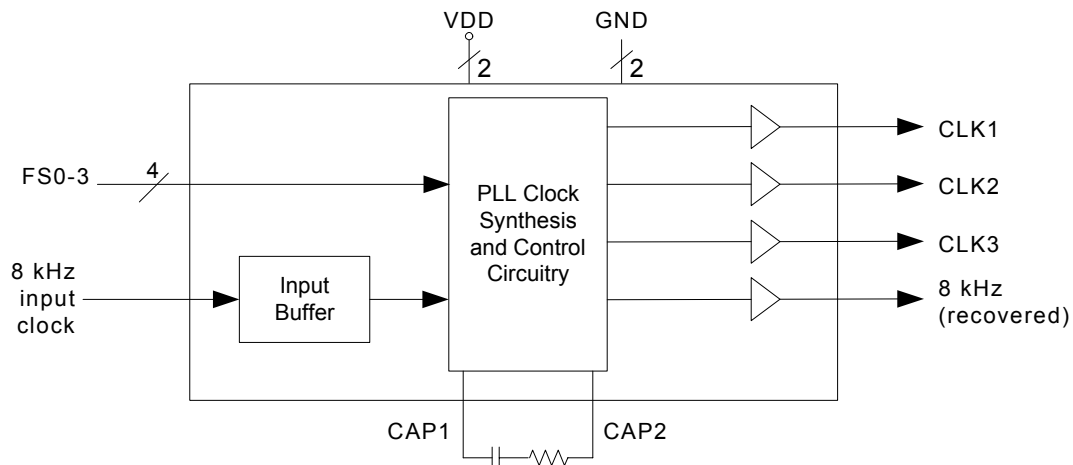 VDD
GND
2
2
FS0-3
4
8 kHz
input
clock
Input
Buffer
PLL Clock
Synthesis
and Control
Circuitry
CLK1
CLK2
CLK3
8 kHz
(recovered)
CAP1
CAP2